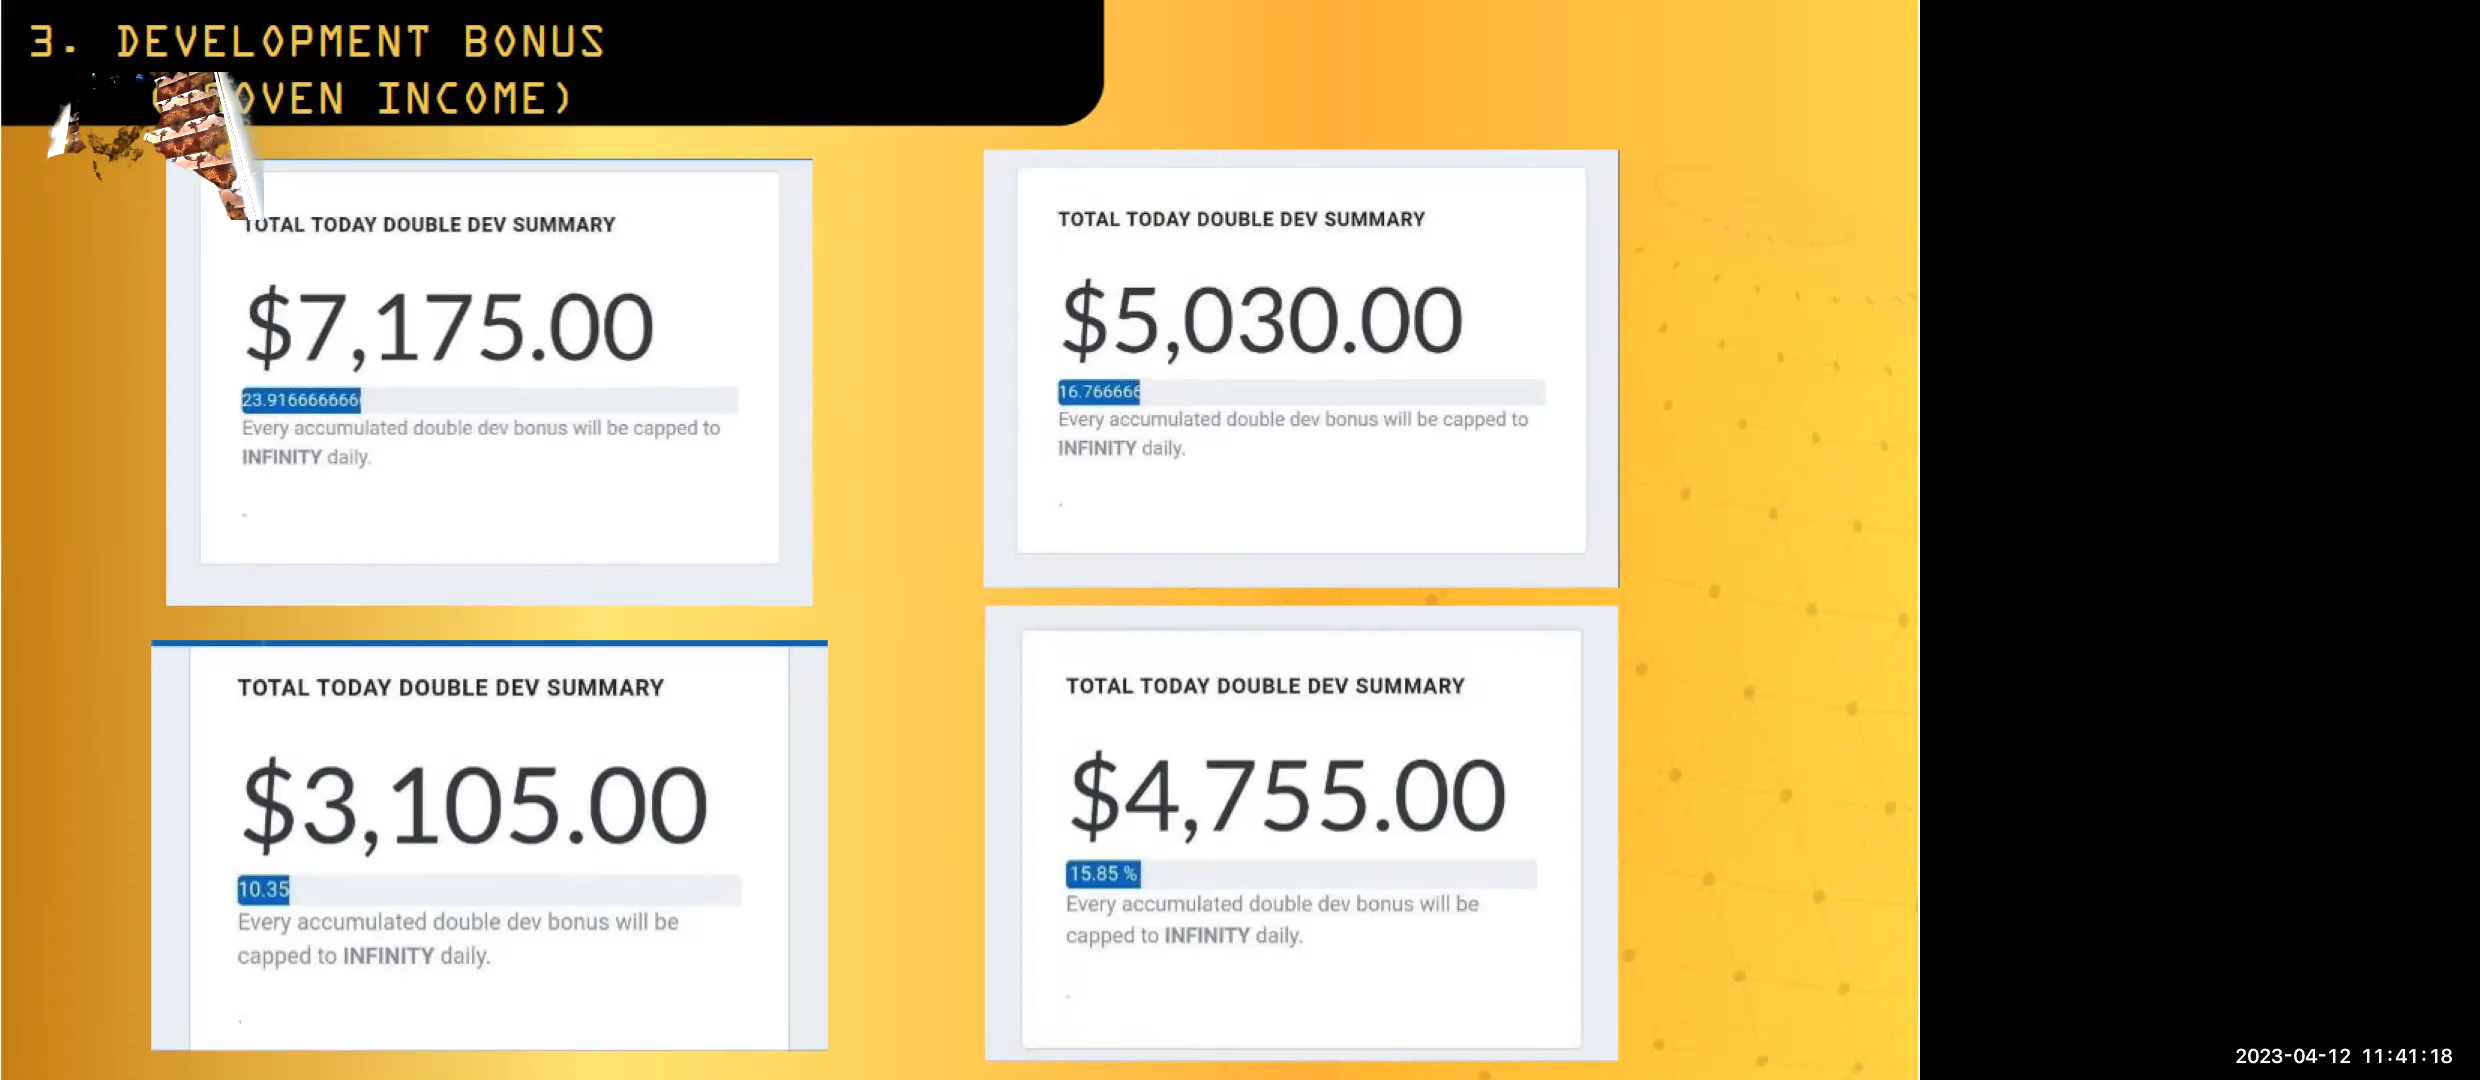 3. DEVELOPMENT BONUS
INCOME)
TOTAL TODAY DOUBLE DEV SUMMARY
$7,175.00
23.916666666
Every accumulated double dev bonus will be capped to
INFINITY daily.
TOTAL TODAY DOUBLE DEV SUMMARY
$5,030.00
16.766666
Every accumulated double dev bonus will be capped to
INFINITY daily.
TOTAL TODAY DOUBLE DEV SUMMARY
$3,105.00
10.35
Every accumulated double dev bonus will be
capped to INFINITY daily.
TOTAL TODAY DOUBLE DEV SUMMARY
$4,755.00
15.85 %
Every accumulated double dev bonus will be
capped to INFINITY daily.
2023-04-12 11:41:18